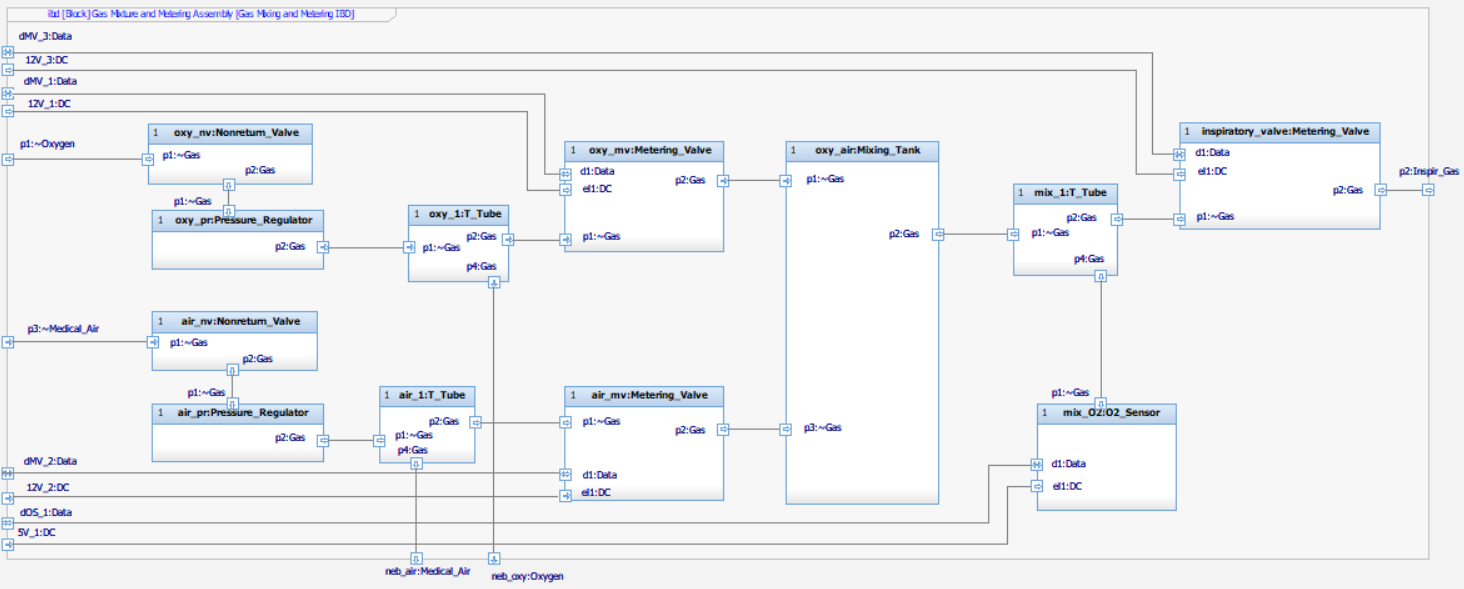 ibd [Block] Gas Mixture and Metering Assembly [Gas Mixing and Metering IBD]
dMV_3:Data
12V_3:DC
dMV_1:Data
12V_1:DC
p1:~Oxygen
1 oxy_nv:Nonreturn_Valve
p1:~Gas
p2:Gas
p1:~Gas
1 oxy_pr:Pressure_Regulator
p2:Gas
1 oxy_1:T_Tube
p2:Gas
p1:~Gas
p4:Gas
1 oxy_mv:Metering_Valve
d1:Data
p2:Gas
el1:DC
p1:~Gas
1 oxy_air:Mixing_Tank
p1:~Gas
p2:Gas
p3:~Gas
1 mix_1:T_Tube
p2:Gas
p1:~Gas
p4:Gas
1 inspiratory_valve:Metering_Valve
d1:Data
el1:DC
p2:Gas
p1:~Gas
p2:Inspir_Gas
p3:~Medical_Air
1 air_nv:Nonreturn_Valve
p1:~Gas
p2:Gas
p1:~Gas
1 air_pr:Pressure_Regulator
p2:Gas
1 air_1:T_Tube
p2:Gas
p1:~Gas
p4:Gas
1 air_mv:Metering_Valve
p1:~Gas
p2:Gas
d1:Data
el1:DC
p1:~Gas
1 mix_O2:O2_Sensor
d1:Data
el1:DC
dMV_2:Data
12V_2:DC
dOS_1:Data
5V_1:DC
neb_air:Medical_Air
neb_oxy:Oxygen